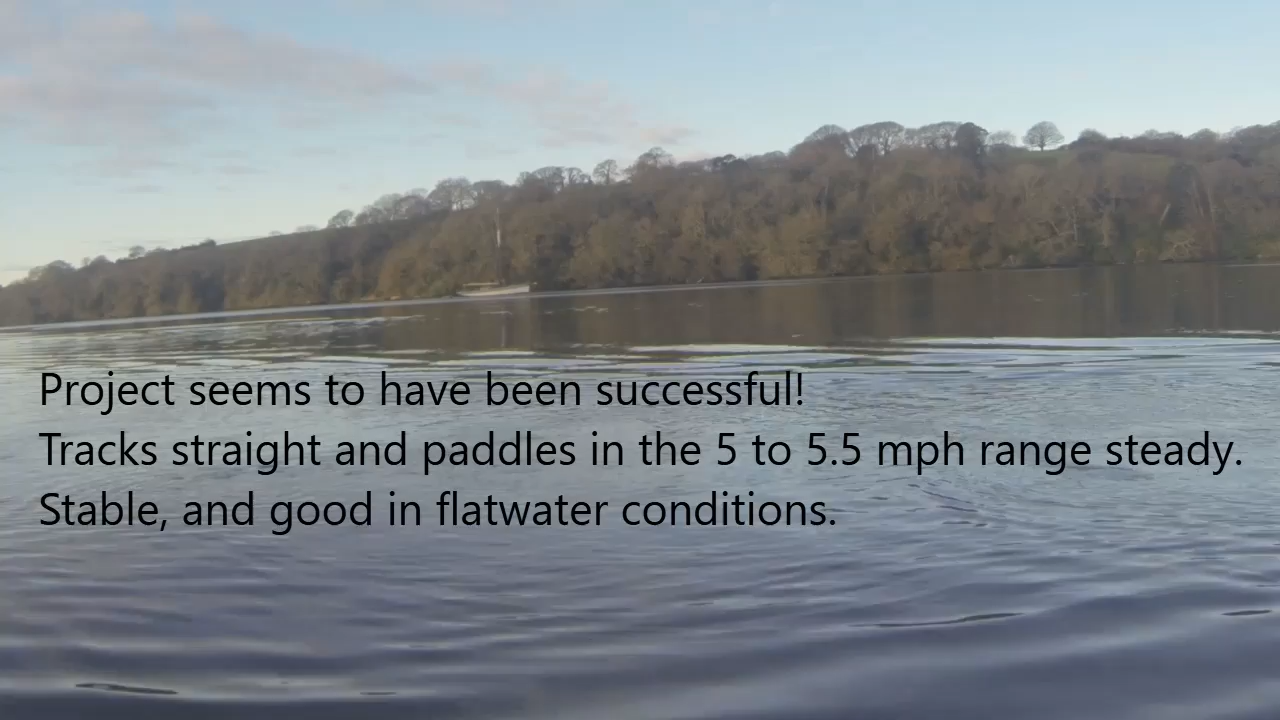 Project seems to have been successful!
Tracks straight and paddles in the 5 to 5.5 mph range steady.
Stable, and good in flatwater conditions.